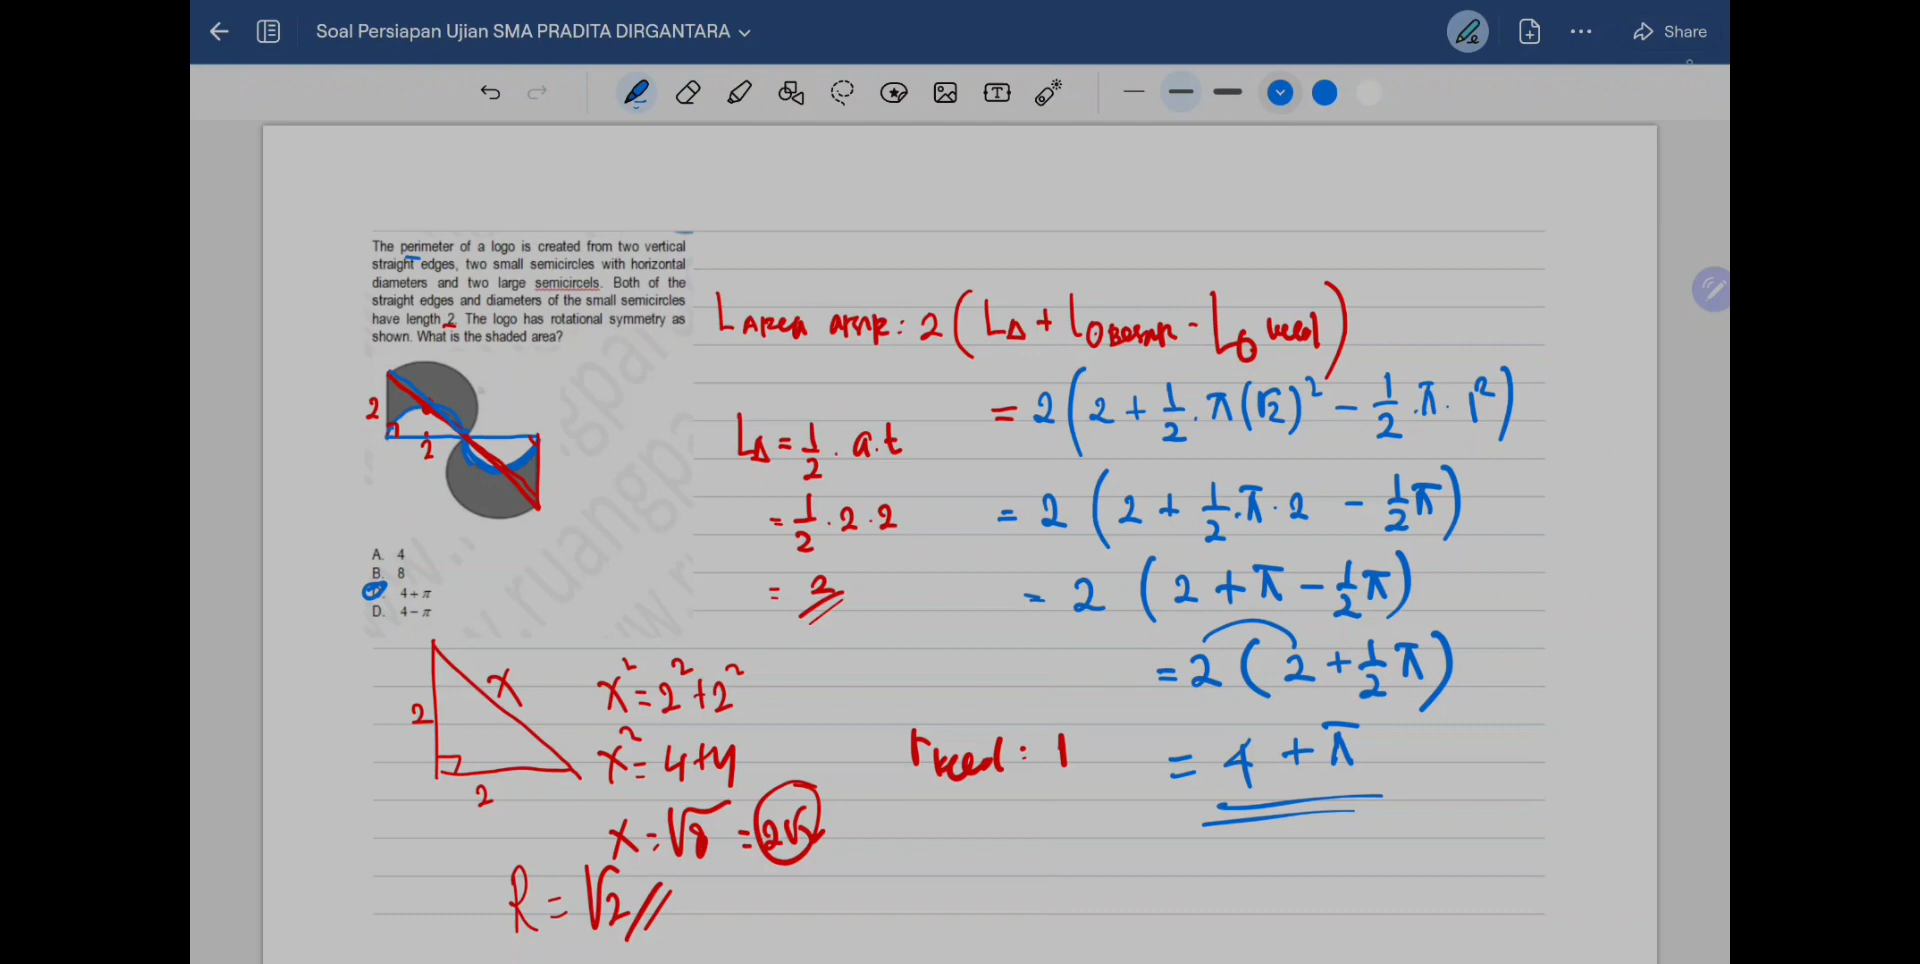 Soal Persiapan Ujian SMA PRADITA DIRGANTARA
Share
The perimeter of a logo is created from two vertical
straight edges, two small semicircles with horizontal
diameters and two large semicircels. Both of the
straight edges and diameters of the small semicircles
have length 2. The logo has rotational symmetry as
shown. What is the shaded area?
2
2
A. 4
B. 8
4 + π
D. 4 − π
L AREA arsir : 2 (L△ + L○ BESAR - L○ kecil)
= 2 (2 + 1/2 . π (√2)² - 1/2 . π . 1²)
L△ = 1/2 . a.t
= 1/2 . 2 . 2
= 2
= 2 (2 + 1/2 . π . 2 - 1/2 π)
= 2 (2 + π - 1/2 π)
= 2 (2 + 1/2 π)
= 4 + π
2
x
2
x² = 2² + 2²
x² = 4+4
x = √8 = 2√2
R = √2
r kecil : 1